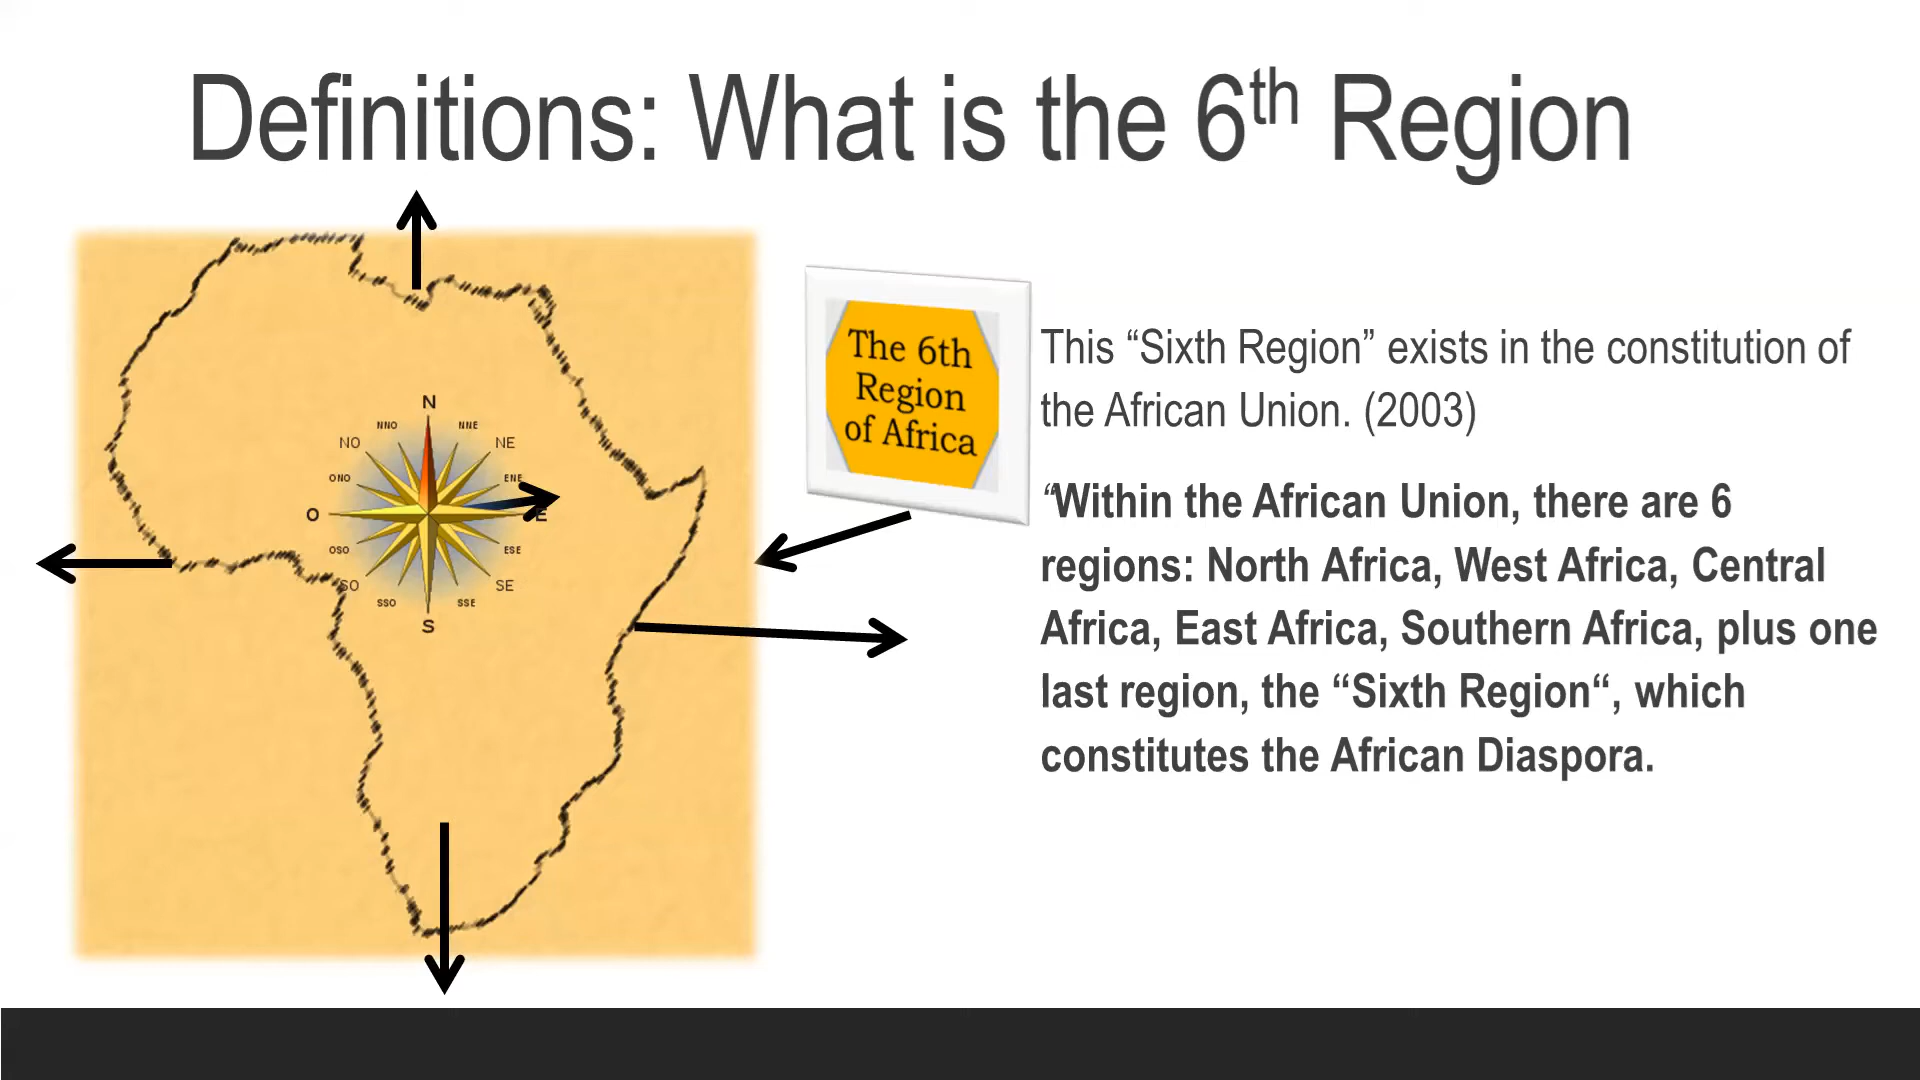 Definitions: What is the 6th Region
The 6th
Region
of Africa
This “Sixth Region” exists in the constitution of
the African Union. (2003)
“Within the African Union, there are 6
regions: North Africa, West Africa, Central
Africa, East Africa, Southern Africa, plus one
last region, the “Sixth Region“, which
constitutes the African Diaspora.
N
NNO
NNE
NO
NE
ONO
ENE
O
E
OSO
ESE
SO
SE
SSO
SSE
S